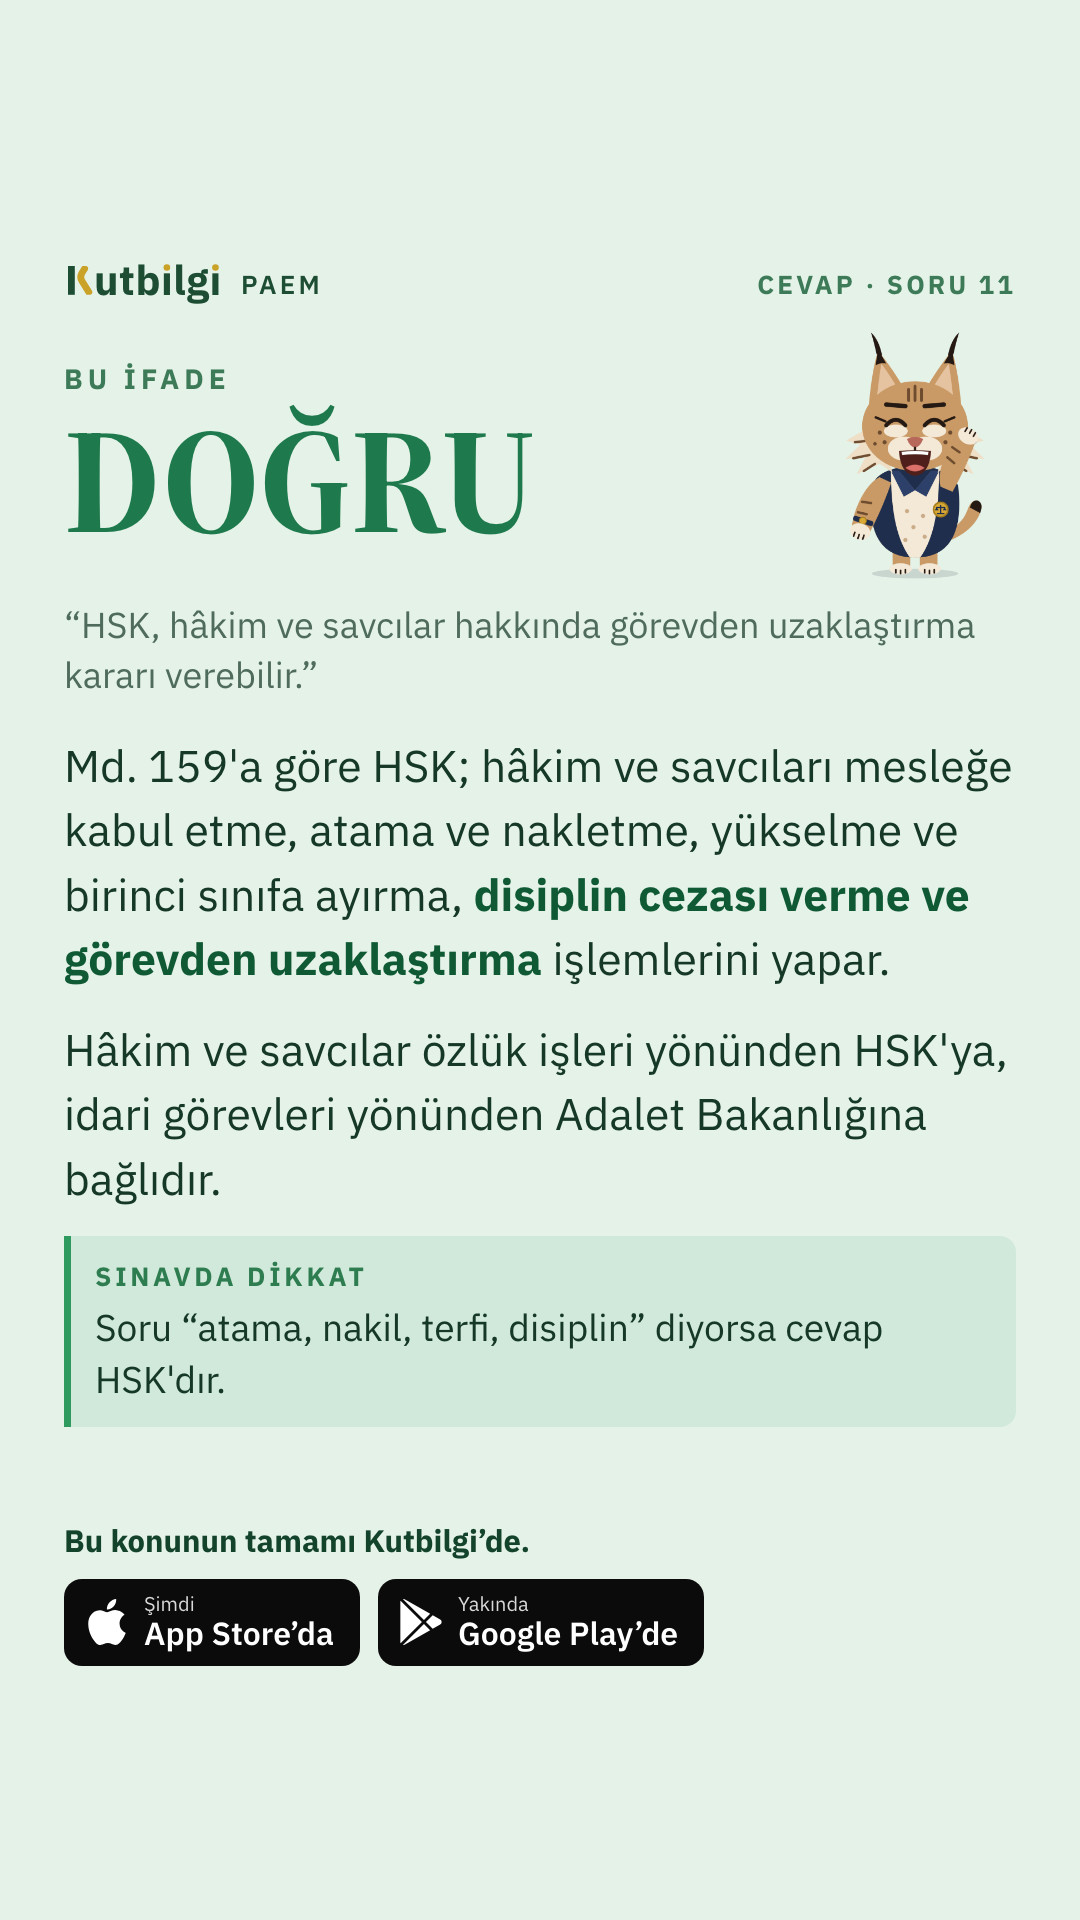 Kutbilgi PAEM
CEVAP · SORU 11
BU İFADE
DOĞRU
“HSK, hâkim ve savcılar hakkında görevden uzaklaştırma
kararı verebilir.”
Md. 159'a göre HSK; hâkim ve savcıları mesleğe
kabul etme, atama ve nakletme, yükselme ve
birinci sınıfa ayırma, disiplin cezası verme ve
görevden uzaklaştırma işlemlerini yapar.
Hâkim ve savcılar özlük işleri yönünden HSK'ya,
idari görevleri yönünden Adalet Bakanlığına
bağlıdır.
SINAVDA DİKKAT
Soru “atama, nakil, terfi, disiplin” diyorsa cevap
HSK'dır.
Bu konunun tamamı Kutbilgi’de.
Şimdi
App Store’da
Yakında
Google Play’de